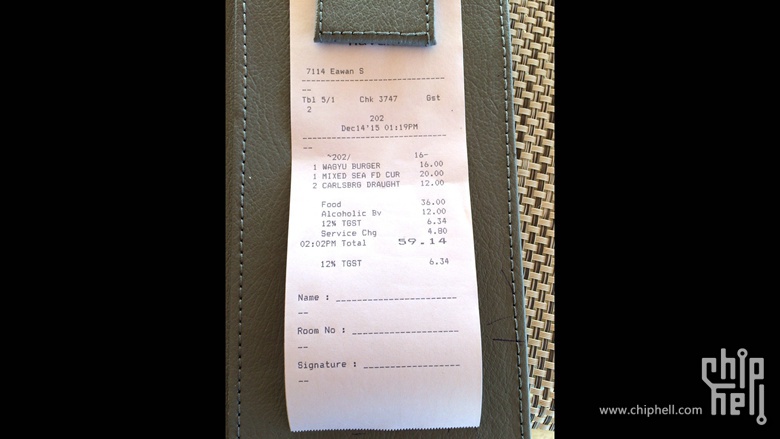 7114 Eawan S
--------------------------------
--
Tbl 5/1 Chk 3747 Gst
2
202
Dec14'15 01:19PM
--------------------------------
--
~202/ 16-
1 WAGYU BURGER 16.00
1 MIXED SEA FD CUR 20.00
2 CARLSBRG DRAUGHT 12.00
Food 36.00
Alcoholic Bv 12.00
12% TGST 6.34
Service Chg 4.80
02:02PM Total 59.14
12% TGST 6.34
Name : _______________________
--
Room No : ____________________
--
Signature : __________________
--
chip
hell
www.chiphell.com